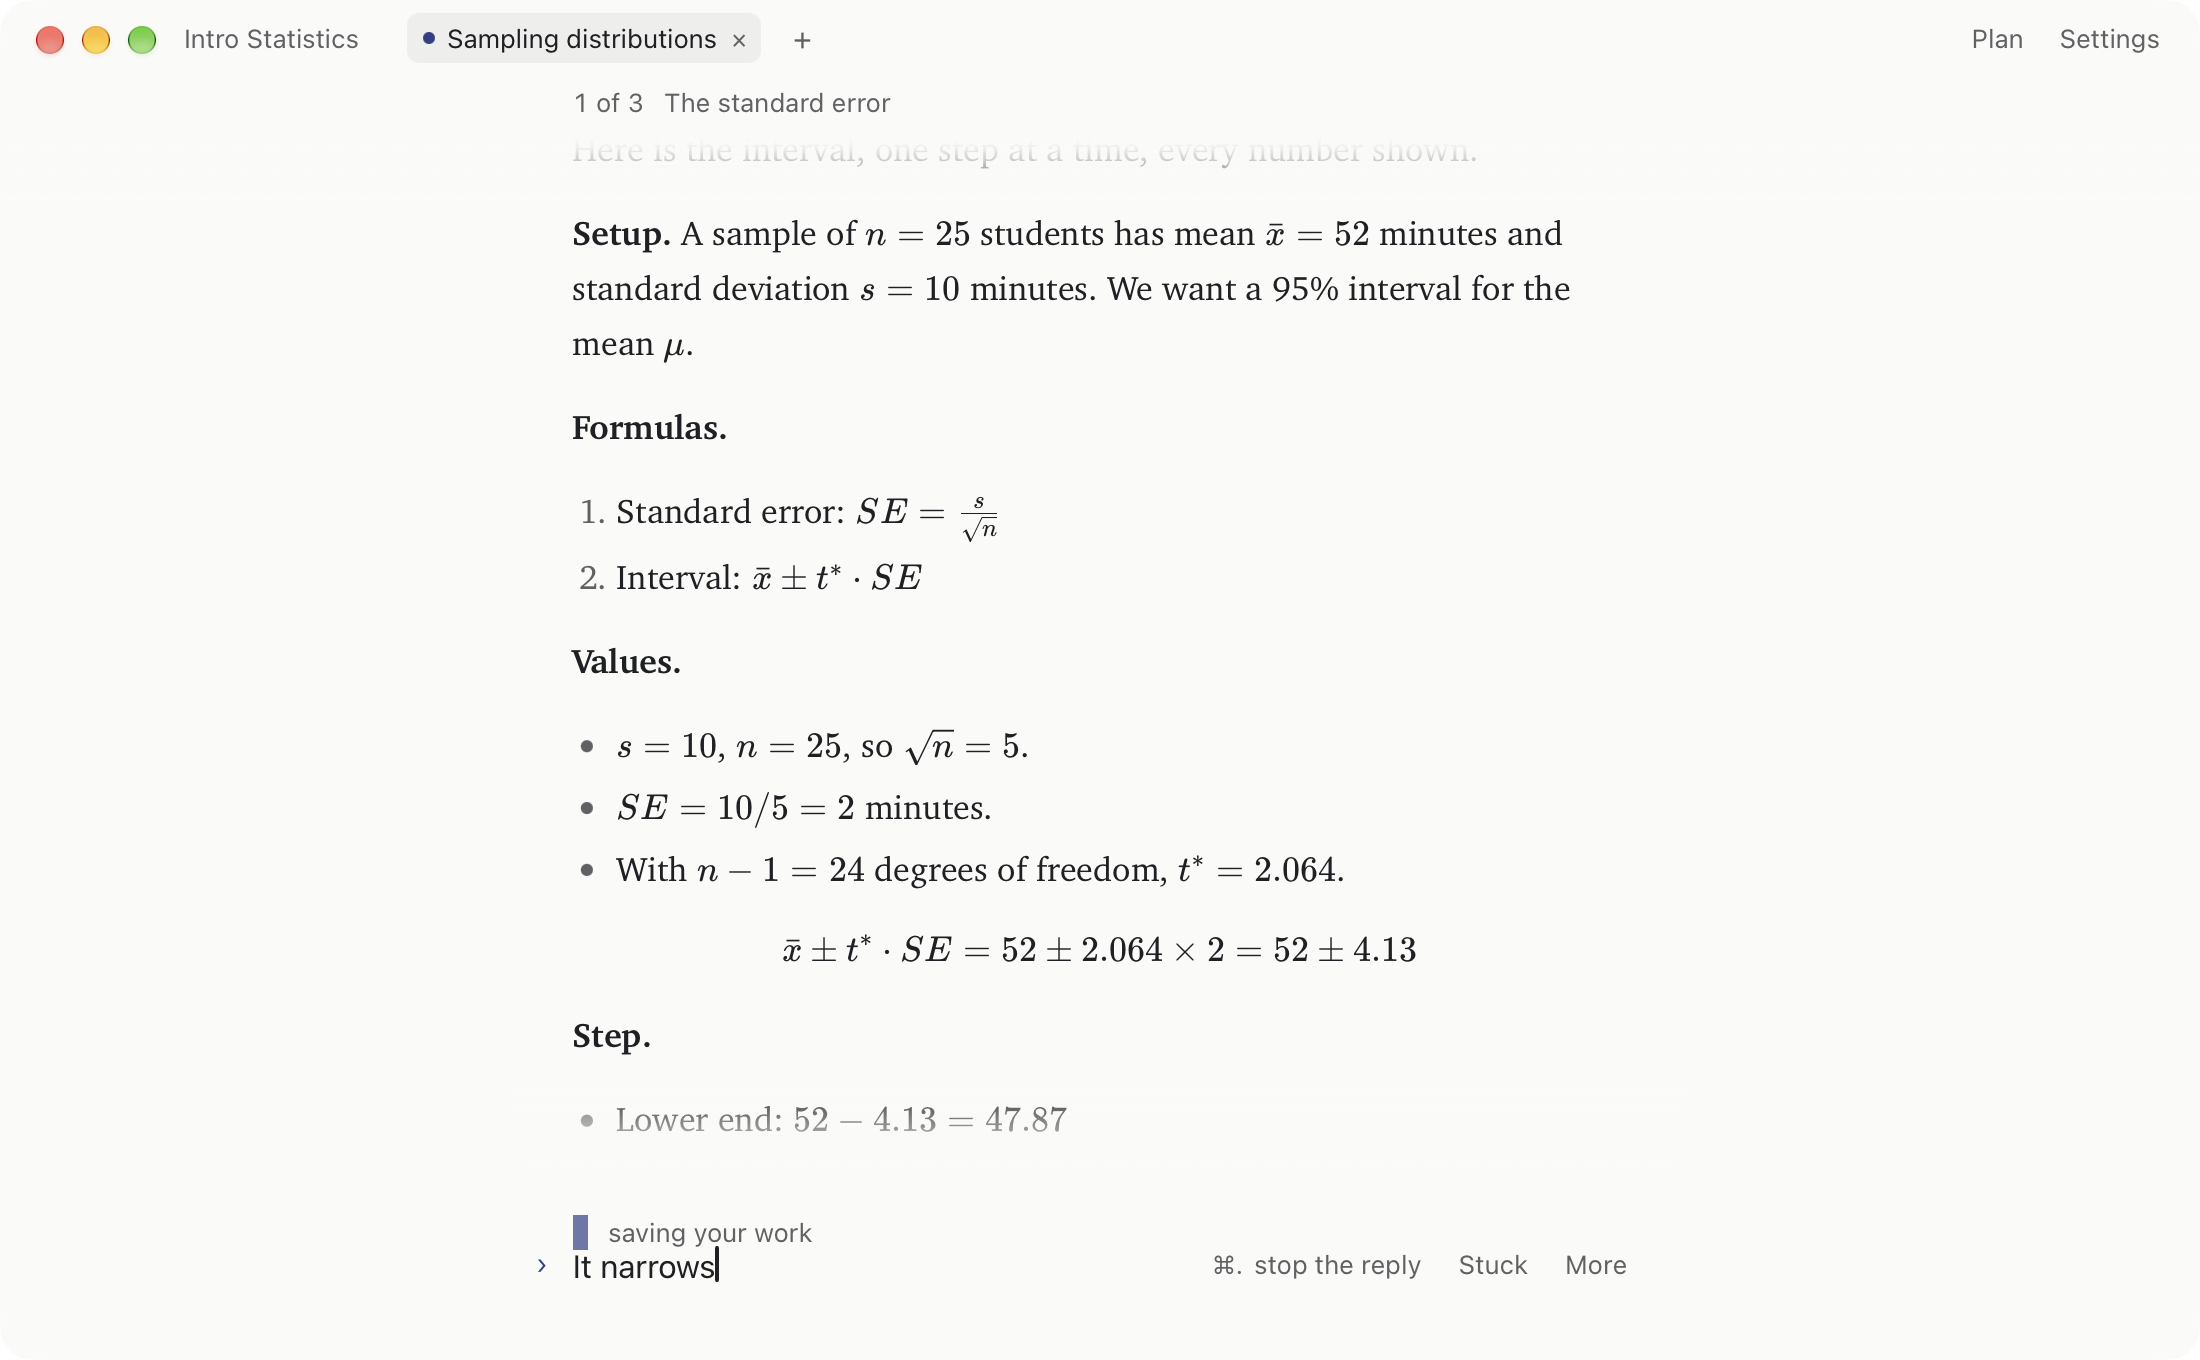 Intro Statistics
Sampling distributions ×
+
Plan Settings
1 of 3 The standard error
Here is the interval, one step at a time, every number shown.
Setup. A sample of n = 25 students has mean x̄ = 52 minutes and
standard deviation s = 10 minutes. We want a 95% interval for the
mean μ.
Formulas.
1. Standard error: SE = s/√n
2. Interval: x̄ ± t* · SE
Values.
• s = 10, n = 25, so √n = 5.
• SE = 10/5 = 2 minutes.
• With n − 1 = 24 degrees of freedom, t* = 2.064.
x̄ ± t* · SE = 52 ± 2.064 × 2 = 52 ± 4.13
Step.
• Lower end: 52 − 4.13 = 47.87
saving your work
› It narrows
⌘. stop the reply Stuck More